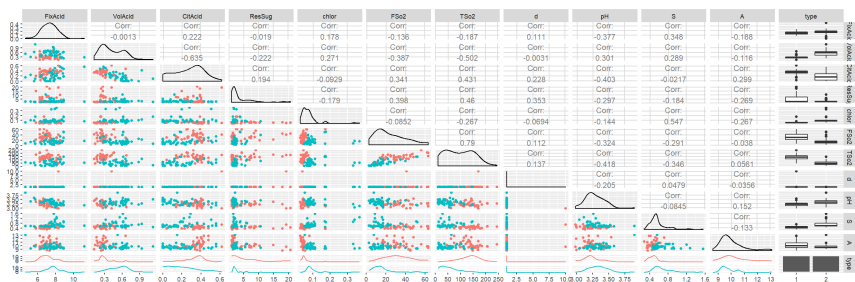 FixAcid VolAcid CitAcid ResSug chlor FSo2 TSo2 d pH S A type
Corr: Corr: Corr: Corr: Corr: Corr: Corr: Corr: Corr: Corr:
-0.0013 0.222 -0.019 0.178 -0.136 -0.187 0.111 -0.377 0.348 -0.188
Corr: Corr: Corr: Corr: Corr: Corr: Corr: Corr: Corr:
-0.635 -0.222 0.271 -0.387 -0.502 -0.0031 0.301 0.289 -0.116
Corr: Corr: Corr: Corr: Corr: Corr: Corr: Corr:
0.194 -0.0929 0.341 0.431 0.228 -0.403 -0.0217 0.299
Corr: Corr: Corr: Corr: Corr: Corr: Corr:
-0.179 0.398 0.46 0.353 -0.297 -0.184 -0.269
Corr: Corr: Corr: Corr: Corr: Corr:
-0.0852 -0.267 -0.0694 -0.144 0.547 -0.267
chlor
Corr: Corr: Corr: Corr: Corr:
0.79 0.112 -0.324 -0.291 -0.038
FSo2
Corr: Corr: Corr: Corr:
0.137 -0.418 -0.346 0.0561
TSo2
Corr: Corr: Corr:
-0.205 0.0479 -0.0356
d
Corr: Corr:
-0.0845 0.152
pH
Corr:
-0.133
S
A
type
6 8 10 0.3 0.6 0.9 0.0 0.2 0.4 0.6 0 5 10 15 20 0.1 0.2 0.3 0 20 40 60 0 50 100 150 200 250 2.5 5.0 7.5 10.0 3.00 3.25 3.50 3.75 0.4 0.8 1.2 1.6 9 10 11 12 13 1 2